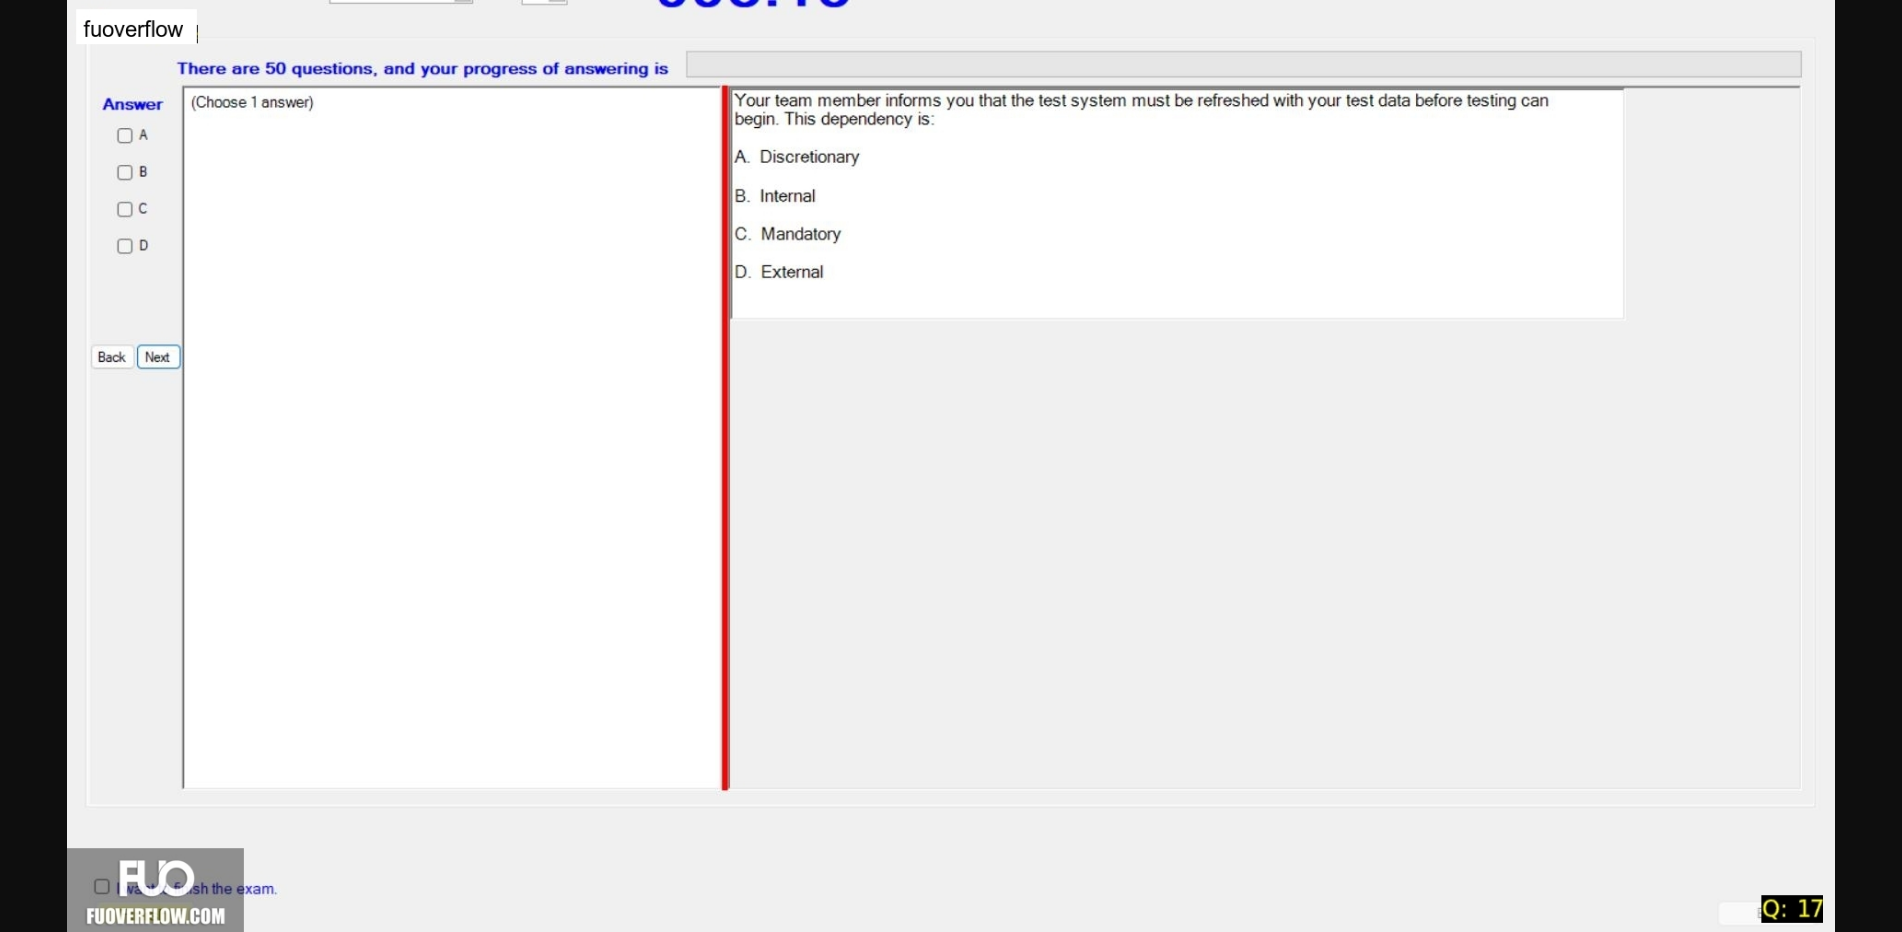 fuoverflow
There are 50 questions, and your progress of answering is
Answer
(Choose 1 answer)
A
B
C
D
Back Next
Your team member informs you that the test system must be refreshed with your test data before testing can
begin. This dependency is:
A. Discretionary
B. Internal
C. Mandatory
D. External
FUO
sh the exam.
FUOVERFLOW.COM
Q: 17